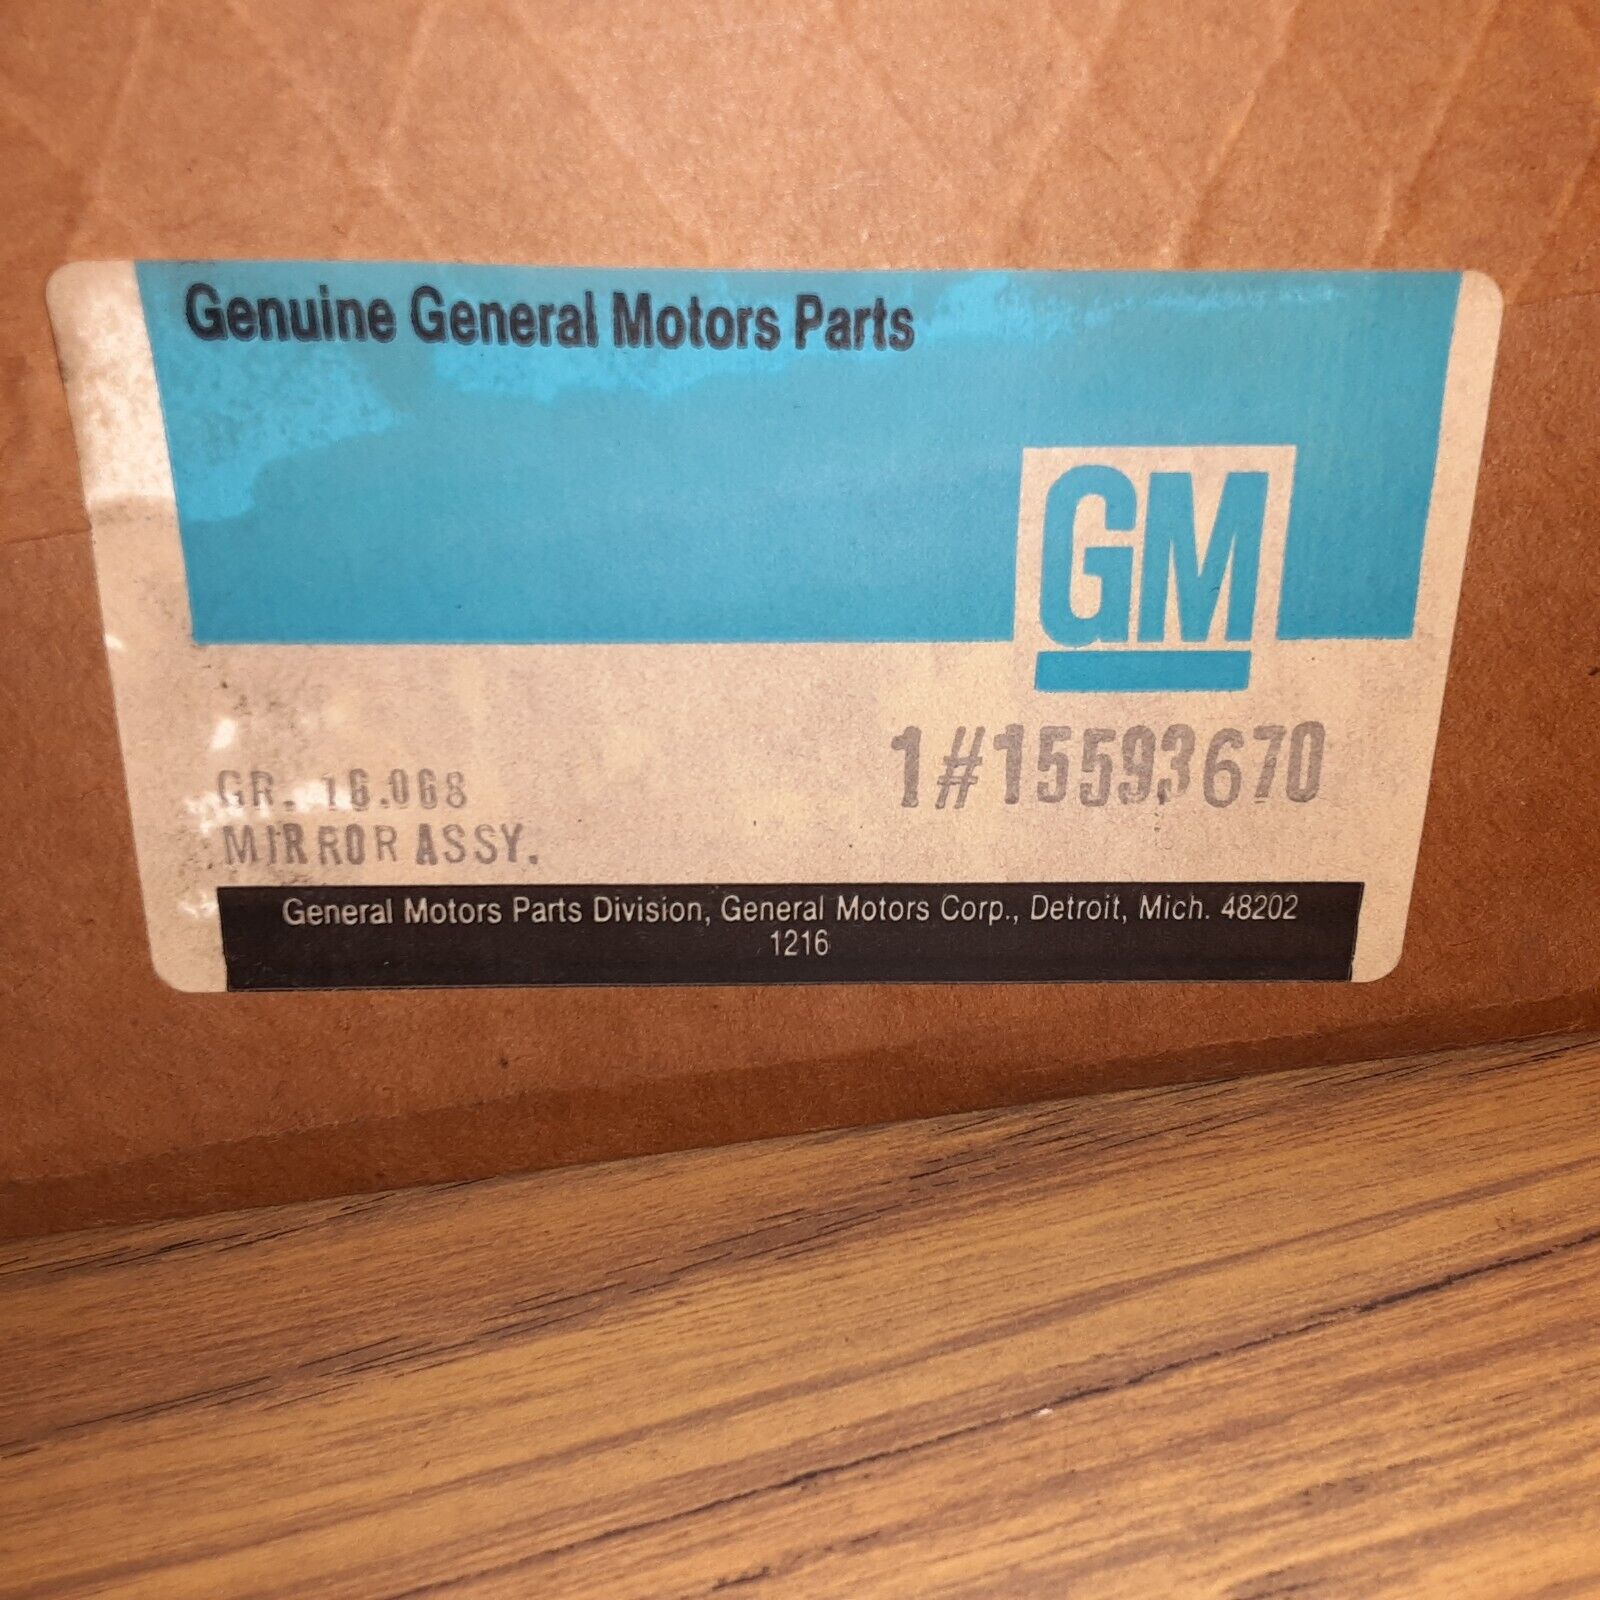 Genuine General Motors Parts
GM
1#15593670
GR. 16.068
MIRROR ASSY.
General Motors Parts Division, General Motors Corp., Detroit, Mich. 48202
1216